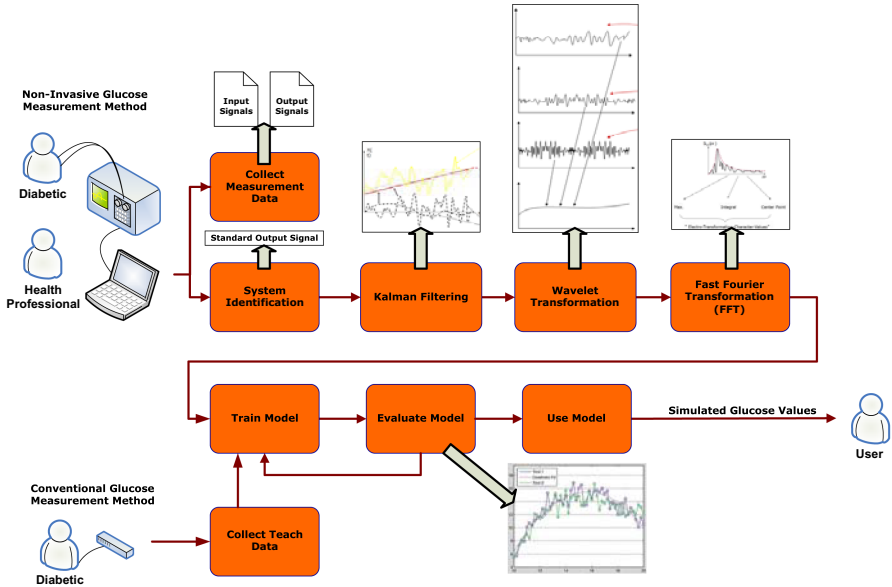 Non-Invasive Glucose
Measurement Method
Input
Signals
Output
Signals
Diabetic
Collect
Measurement
Data
Health
Professional
Standard Output Signal
System
Identification
Kalman Filtering
Wavelet
Transformation
Fast Fourier
Transformation
(FFT)
Max.
Integral
Center Point
Train Model
Evaluate Model
Use Model
Simulated Glucose Values
User
Conventional Glucose
Measurement Method
Diabetic
Collect Teach
Data